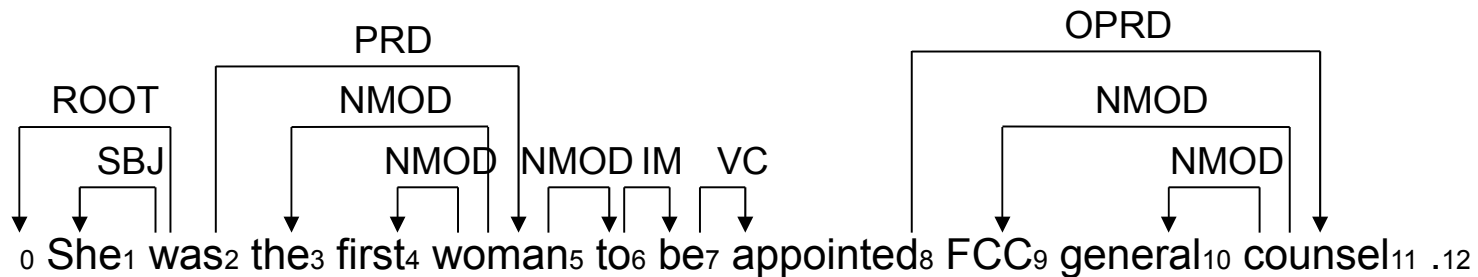 PRD OPRD
ROOT NMOD NMOD
SBJ NMOD NMOD IM VC NMOD
0 She1 was2 the3 first4 woman5 to6 be7 appointed8 FCC9 general10 counsel11 .12